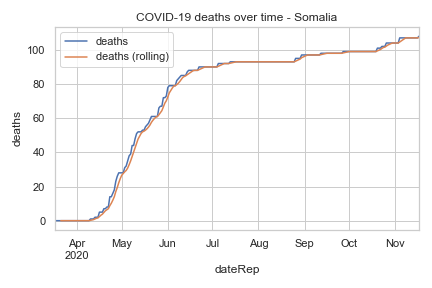 COVID-19 deaths over time - Somalia
deaths
deaths (rolling)
100
80
60
40
20
0
deaths
Apr May Jun Jul Aug Sep Oct Nov
2020
dateRep